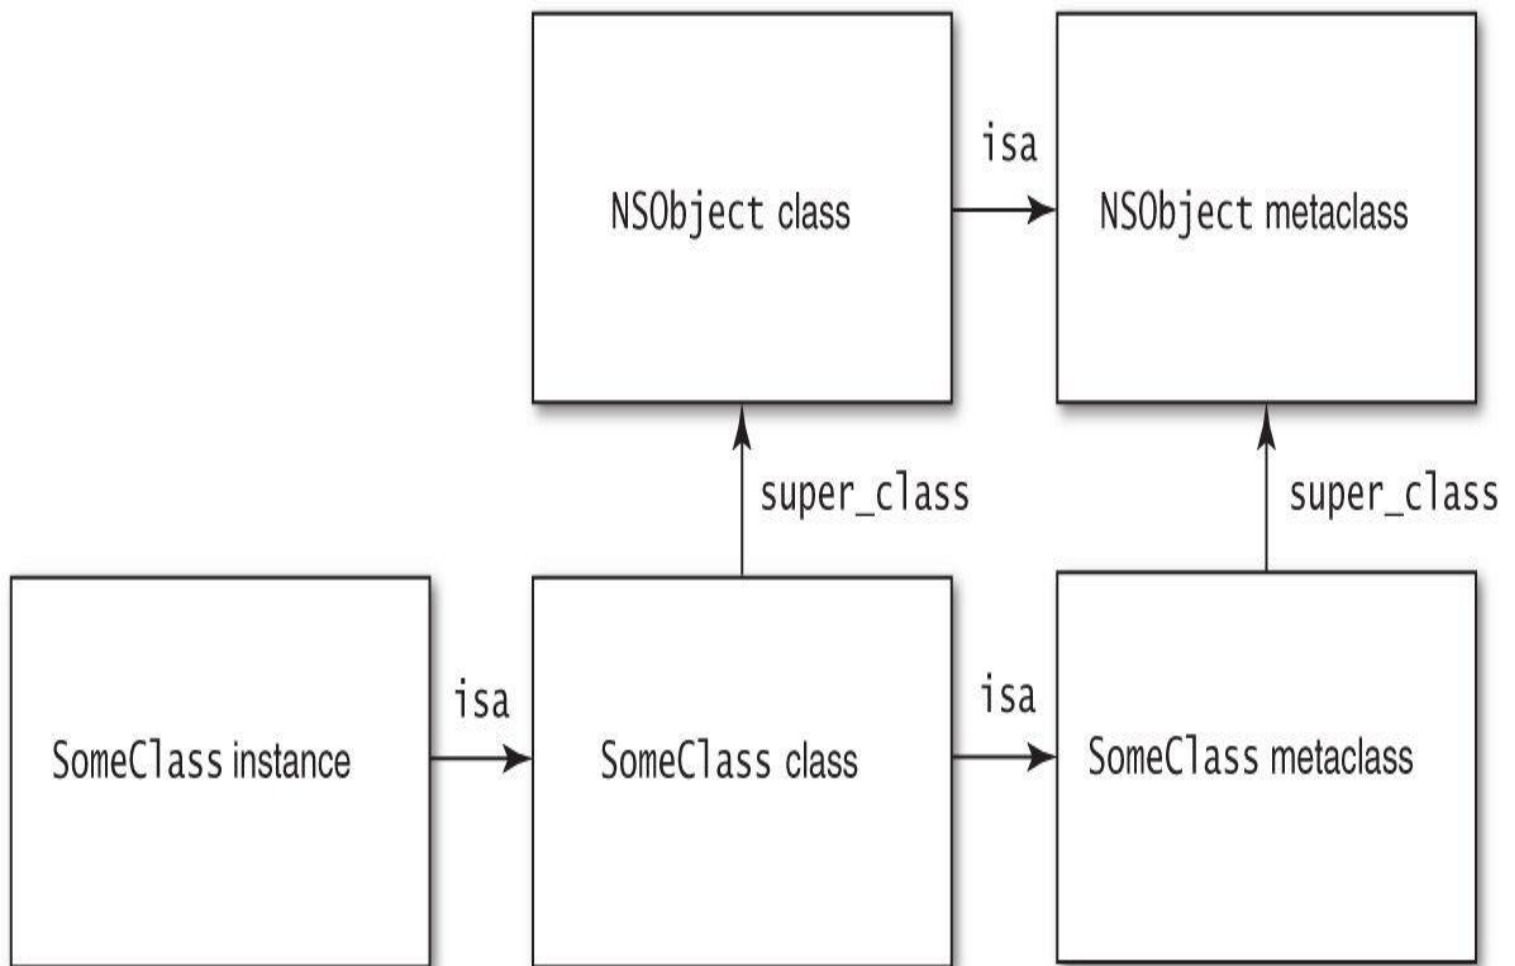 isa
NSObject class
NSObject metaclass
super_class
super_class
isa
isa
SomeClass instance
SomeClass class
SomeClass metaclass